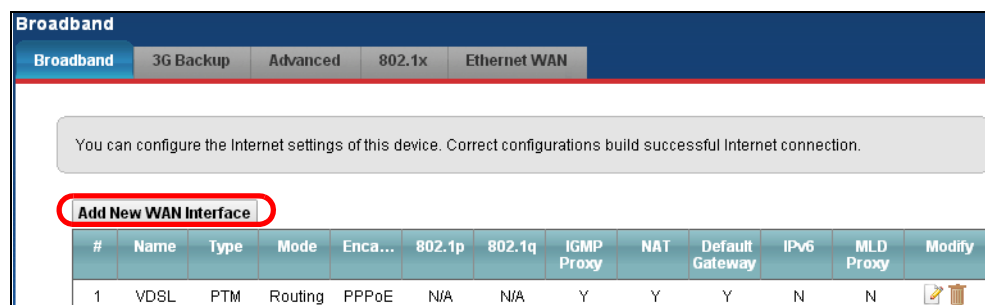 Broadband
Broadband 3G Backup Advanced 802.1x Ethernet WAN
You can configure the Internet settings of this device. Correct configurations build successful Internet connection.
Add New WAN Interface
# Name Type Mode Enca... 802.1p 802.1q IGMP Proxy NAT Default Gateway IPv6 MLD Proxy Modify
1 VDSL PTM Routing PPPoE N/A N/A Y Y Y N N